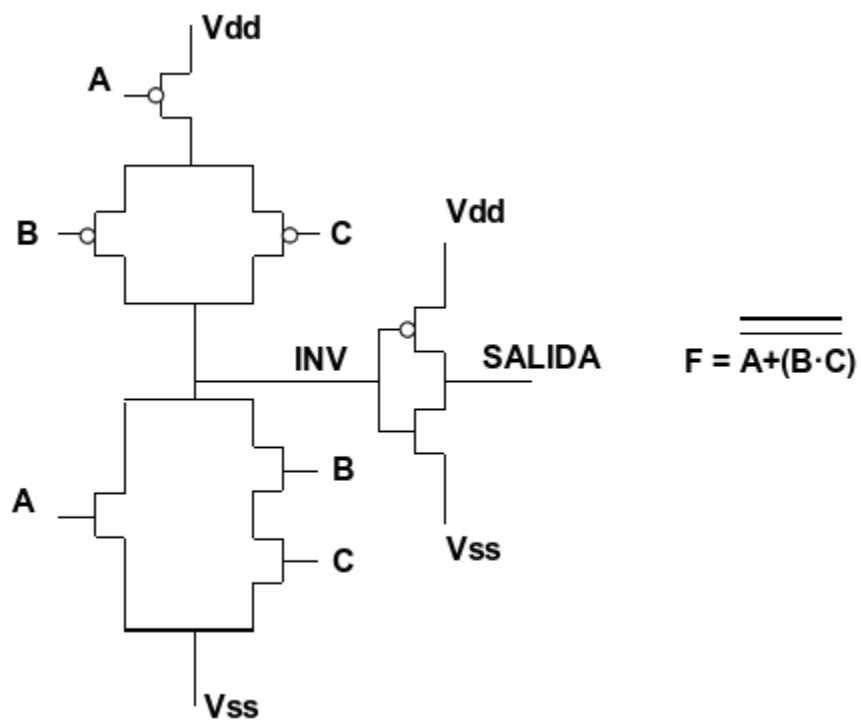 Vdd
A
B
C
Vdd
INV
SALIDA
F = A+(B·C)
A
B
C
Vss
Vss